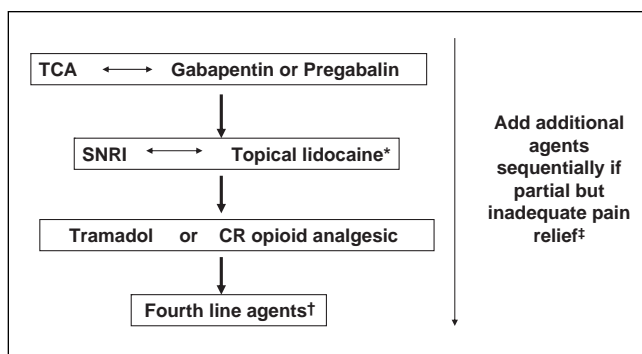 TCA Gabapentin or Pregabalin
SNRI Topical lidocaine*
Tramadol or CR opioid analgesic
Fourth line agents†
Add additional
agents
sequentially if
partial but
inadequate pain
relief‡